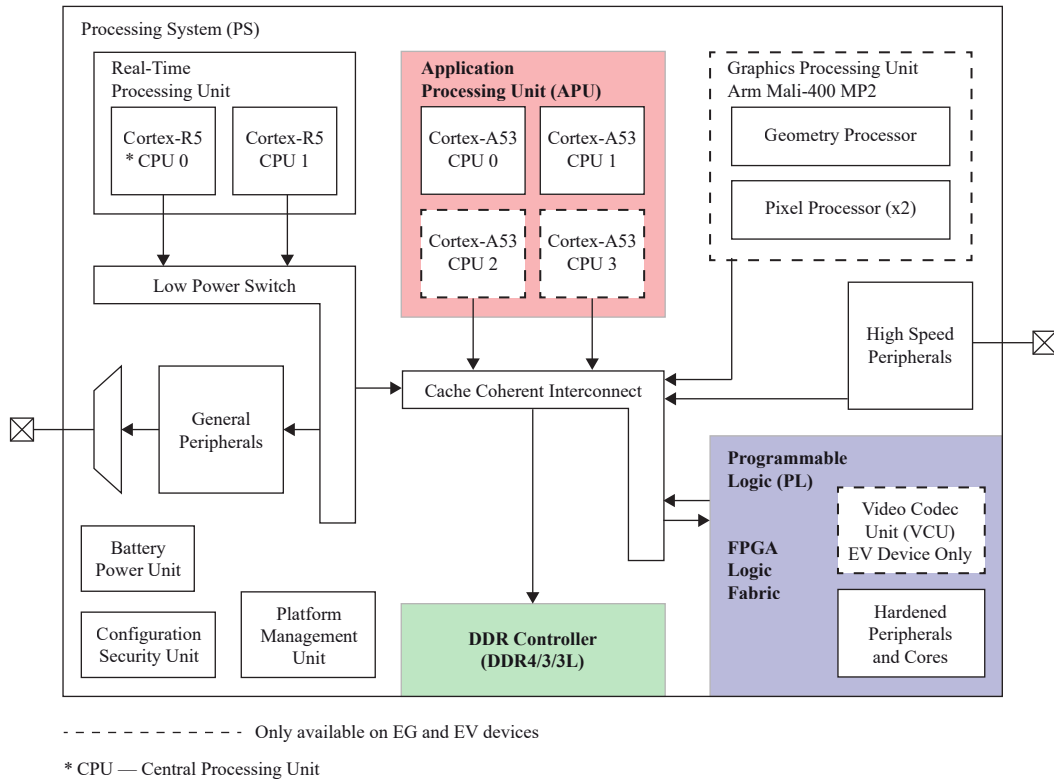 Processing System (PS)
Real-Time
Processing Unit
Cortex-R5
* CPU 0
Cortex-R5
CPU 1
Low Power Switch
General
Peripherals
Battery
Power Unit
Configuration
Security Unit
Platform
Management
Unit
Application
Processing Unit (APU)
Cortex-A53
CPU 0
Cortex-A53
CPU 1
Cortex-A53
CPU 2
Cortex-A53
CPU 3
Cache Coherent Interconnect
DDR Controller
(DDR4/3/3L)
Graphics Processing Unit
Arm Mali-400 MP2
Geometry Processor
Pixel Processor (x2)
High Speed
Peripherals
Programmable
Logic (PL)
FPGA
Logic
Fabric
Video Codec
Unit (VCU)
EV Device Only
Hardened
Peripherals
and Cores
Only available on EG and EV devices
* CPU — Central Processing Unit